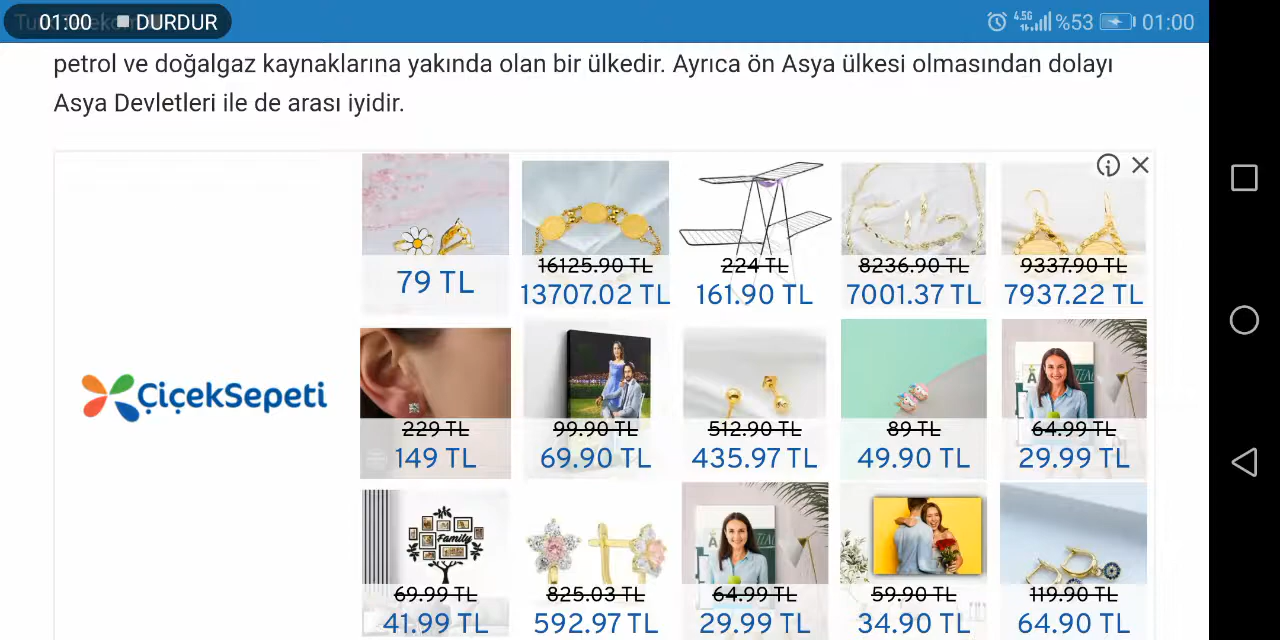 01:00 DURDUR
4.5G %53 01:00
petrol ve doğalgaz kaynaklarına yakında olan bir ülkedir. Ayrıca ön Asya ülkesi olmasından dolayı
Asya Devletleri ile de arası iyidir.
79 TL
16125.90 TL
13707.02 TL
224 TL
161.90 TL
8236.90 TL
7001.37 TL
9337.90 TL
7937.22 TL
ÇiçekSepeti
229 TL
149 TL
99.90 TL
69.90 TL
512.90 TL
435.97 TL
89 TL
49.90 TL
64.99 TL
29.99 TL
Family
69.99 TL
41.99 TL
825.03 TL
592.97 TL
64.99 TL
29.99 TL
59.90 TL
34.90 TL
119.90 TL
64.90 TL